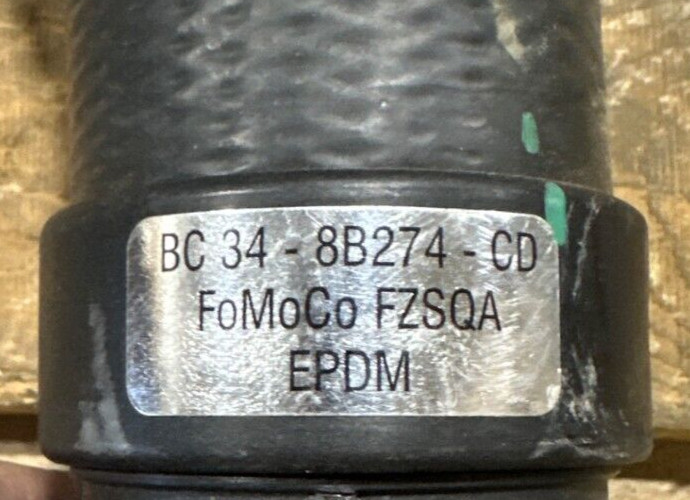 BC 34 - 8B274 - CD
FoMoCo FZSQA
EPDM